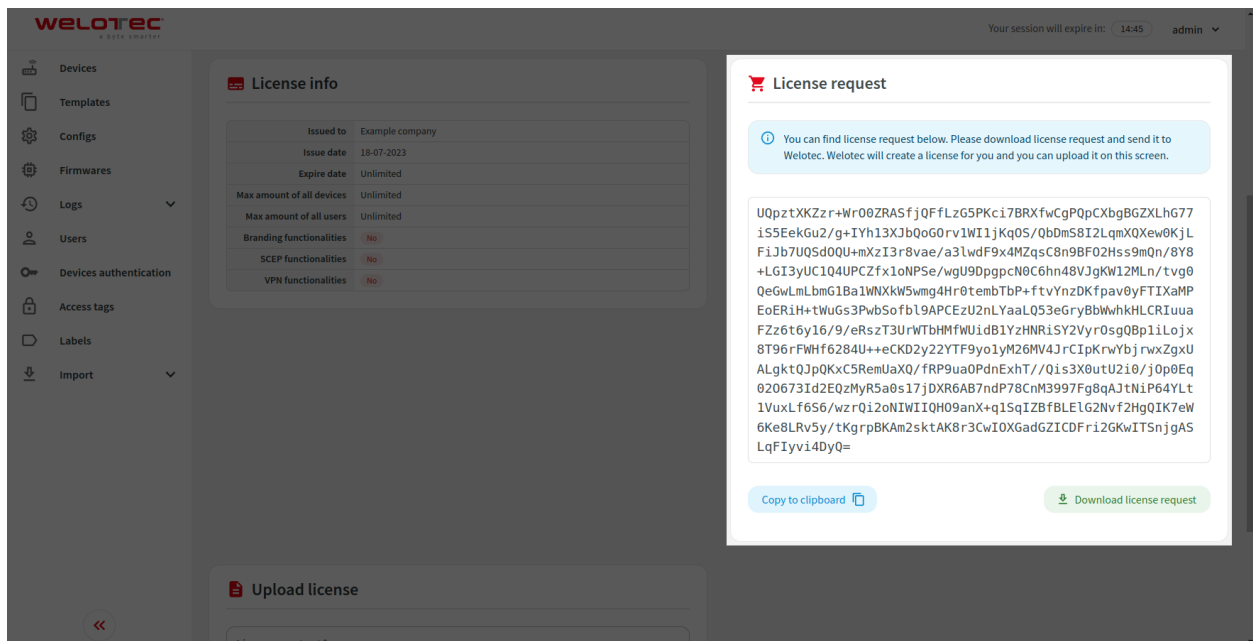 welotec
a byte smarter
Your session will expire in: 14:45 admin
Devices
Templates
Configs
Firmwares
Logs
Users
Devices authentication
Access tags
Labels
Import
License info
Issued to Example company
Issue date 18-07-2023
Expire date Unlimited
Max amount of all devices Unlimited
Max amount of all users Unlimited
Branding functionalities No
SCEP functionalities No
VPN functionalities No
License request
You can find license request below. Please download license request and send it to
Welotec. Welotec will create a license for you and you can upload it on this screen.
UQpztXKZzr+WrO0ZRASfjQFfLzG5PKci7BRXfwCgPQpCXbgBGZXLhG77
iS5EekGu2/g+IYh13XJbQoGOrv1WI1jKqOS/QbDmS8I2LqmXQXew0KjL
FiJb7UQSdOQU+mXzI3r8vae/a3lwdF9x4MZqsC8n9BFO2Hss9mQn/8Y8
+LGI3yUC1Q4UPCZfx1oNPSe/wgU9DpgpcN0C6hn48VJgKW12MLn/tvg0
QeGwLmLbmG1Ba1WNXkW5wmg4Hr0tembTbP+ftvYnzDKfpav0yFTIXaMP
EoERiH+tWuGs3PwbSofbl9APCEzU2nLYaaLQ53eGryBbWwhkHLCRIuua
FZz6t6y16/9/eRszT3UrWTbHMfWUidB1YzHNRiSY2VyrOsgQBp1iLojx
8T96rFWHf6284U++eCKD2y22YTF9yo1yM26MV4JrCIpKrwYbjrwxZgxU
ALgktQJpQKxC5RemUaXQ/fRP9uaOPdnExhT//Qis3X0utU2i0/jOp0Eq
02O673Id2EQzMyR5a0s17jDXR6AB7ndP78CnM3997Fg8qAJtNiP64YLt
1VuxLf6S6/wzrQi2oNIWIIQHO9anX+q1SqIZBfBLElG2Nvf2HgQIK7eW
6Ke8LRv5y/tKgrpBKAm2sktAK8r3CwIOXGadGZICDFri2GKwITSnjgAS
LqFIyvi4DyQ=
Copy to clipboard
Download license request
Upload license